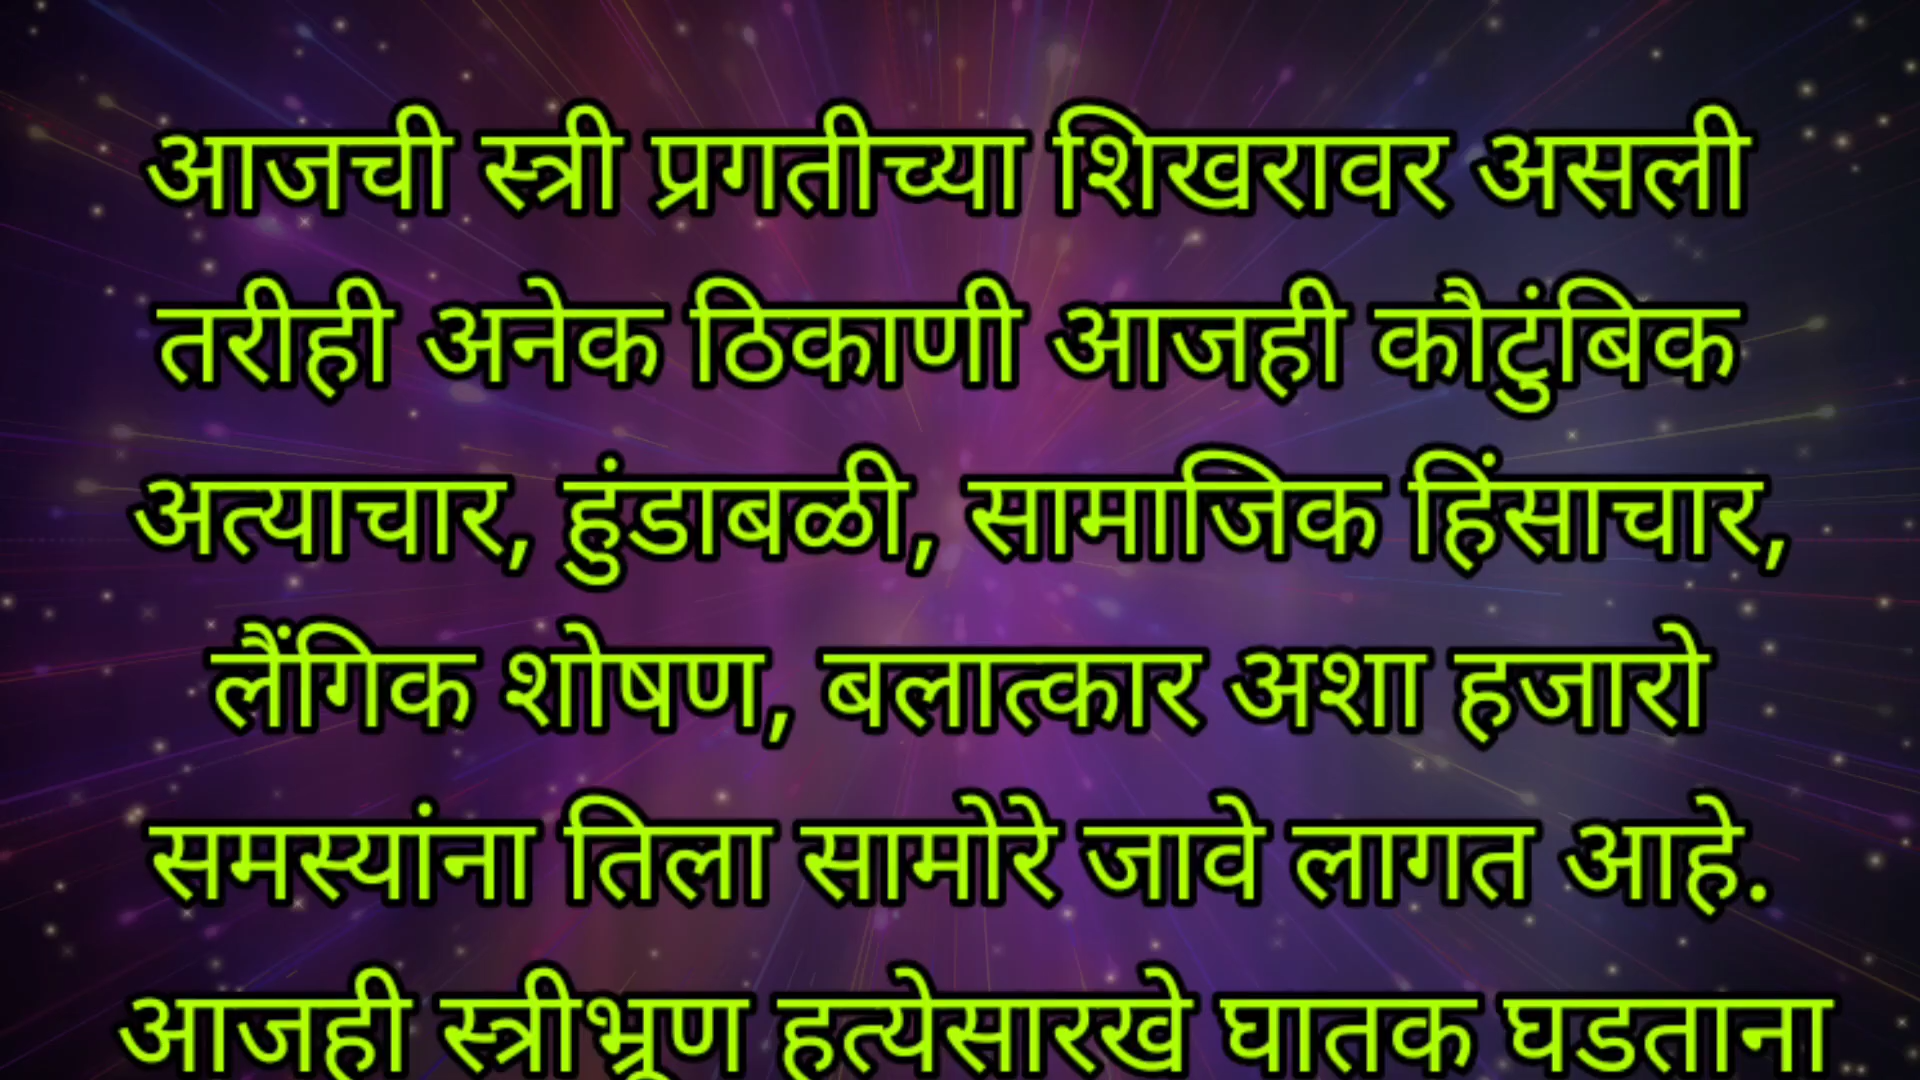 आजची स्त्री प्रगतीच्या शिखरावर असली
तरीही अनेक ठिकाणी आजही कौटुंबिक
अत्याचार, हुंडाबळी, सामाजिक हिंसाचार,
लैंगिक शोषण, बलात्कार अशा हजारो
समस्यांना तिला सामोरे जावे लागत आहे.
आजही स्त्रीभ्रूण हत्येसारखे घातक घडताना